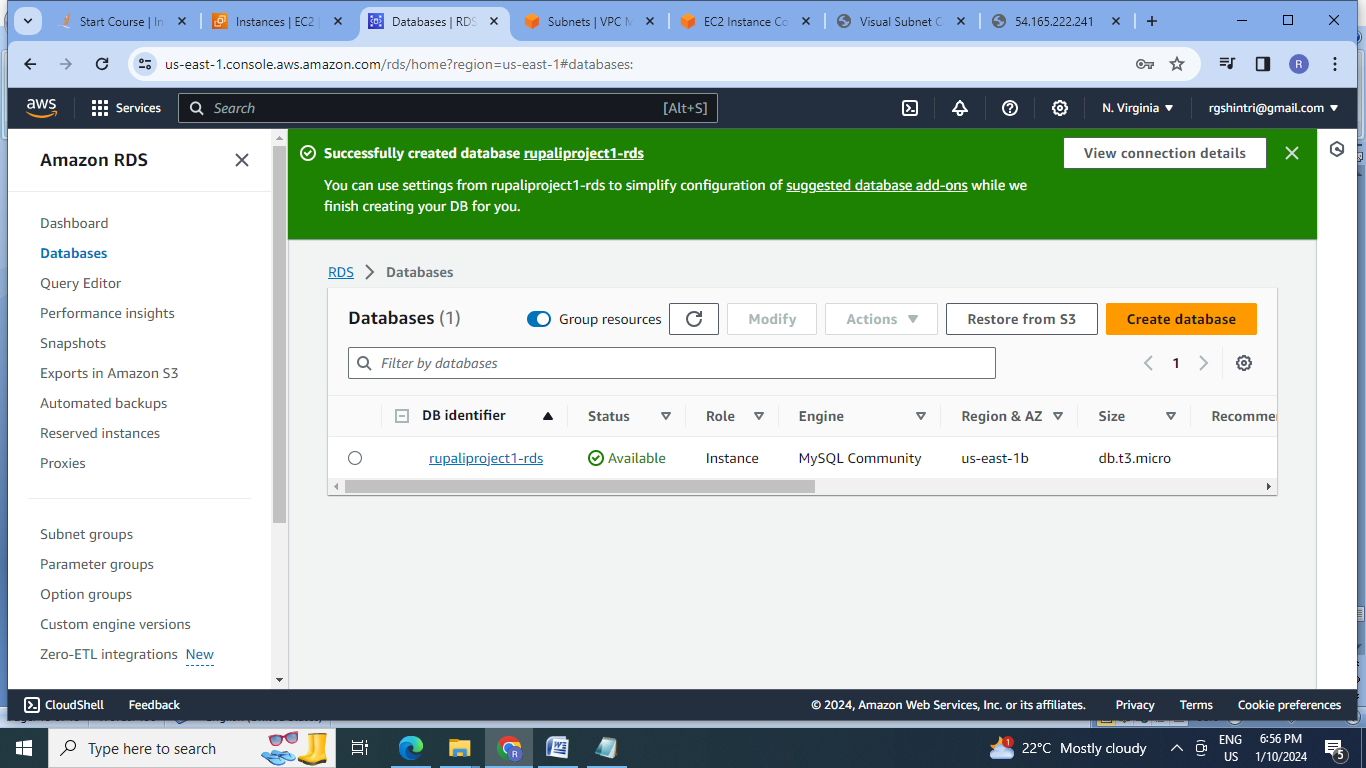 Start Course | In
Instances | EC2 |
Databases | RDS
Subnets | VPC M
EC2 Instance Co
Visual Subnet C
54.165.222.241
us-east-1.console.aws.amazon.com/rds/home?region=us-east-1#databases:
R
aws
Services
Search
[Alt+S]
N. Virginia
rgshintri@gmail.com
Amazon RDS
Dashboard
Databases
Query Editor
Performance insights
Snapshots
Exports in Amazon S3
Automated backups
Reserved instances
Proxies
Subnet groups
Parameter groups
Option groups
Custom engine versions
Zero-ETL integrations New
Successfully created database rupaliproject1-rds
View connection details
You can use settings from rupaliproject1-rds to simplify configuration of suggested database add-ons while we
finish creating your DB for you.
RDS
Databases
Databases (1)
Group resources
Modify
Actions
Restore from S3
Create database
Filter by databases
1
DB identifier
Status
Role
Engine
Region & AZ
Size
Recommen
rupaliproject1-rds
Available
Instance
MySQL Community
us-east-1b
db.t3.micro
CloudShell
Feedback
© 2024, Amazon Web Services, Inc. or its affiliates.
Privacy
Terms
Cookie preferences
Type here to search
1
22°C Mostly cloudy
ENG
US
6:56 PM
1/10/2024
5